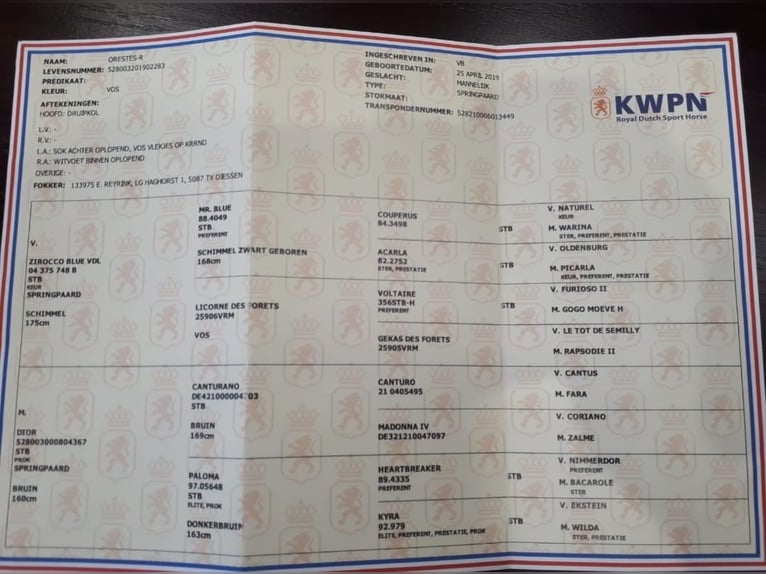 NAAM: ORESTES-R
LEVENSNUMMER: 528003201902283
PREDIKAAT:
KLEUR: VOS
AFTEKENINGEN:
HOOFD: DRUPKOL
L.V.: -
R.V.: -
L.A.: SOK ACHTER OPLOPEND, VOS VLEKJES OP KRRND
R.A.: WITVOET BINNEN OPLOPEND
OVERIGE: -
FOKKER: 133975 E. REYRINK, LG HAGHORST 1, 5087 TX DIESSEN
INGESCHREVEN IN: VB
GEBOORTEDATUM: 25 APRIL 2019
GESLACHT: MANNELIJK
TYPE: SPRINGPAARD
STOKMAAT:
TRANSPONDERNUMMER: 528210006013449
KWPN
Royal Dutch Sport Horse
V.
ZIROCCO BLUE VDL
04 375 748 8
STB
KEUR
SPRINGPAARD
SCHIMMEL
175cm
MR. BLUE
88.4049
STB
PREFERENT
SCHIMMEL ZWART GEBOREN
168cm
LICORNE DES FORETS
25906VRM
VOS
COUPERUS
84.3498
STB
ACARLA
82.2752
STER, PRESTATIE
STB
VOLTAIRE
356STB-H
PREFERENT
STB
GEKAS DES FORETS
25905VRM
V. NATUREL
KEUR
M. WARINA
STER, PREFERENT, PRESTATIE
V. OLDENBURG
M. PICARLA
KEUR, PREFERENT, PRESTATIE
V. FURIOSO II
M. GOGO MOEVE H
V. LE TOT DE SEMILLY
M. RAPSODIE II
M.
DIOR
528003000804367
STB
PROK
SPRINGPAARD
BRUIN
160cm
CANTURANO
DE421000004703
STB
BRUIN
169cm
PALOMA
97.05648
STB
ELITE, PROK
DONKERBRUIN
163cm
CANTURO
21 0405495
MADONNA IV
DE321210047097
HEARTBREAKER
89.4335
PREFERENT
STB
KYRA
92.979
ELITE, PREFERENT, PRESTATIE, PROK
STB
V. CANTUS
M. FARA
V. CORIANO
M. ZALME
V. NIMMERDOR
PREFERENT
M. BACAROLE
STER
V. EKSTEIN
M. WILDA
STER, PRESTATIE